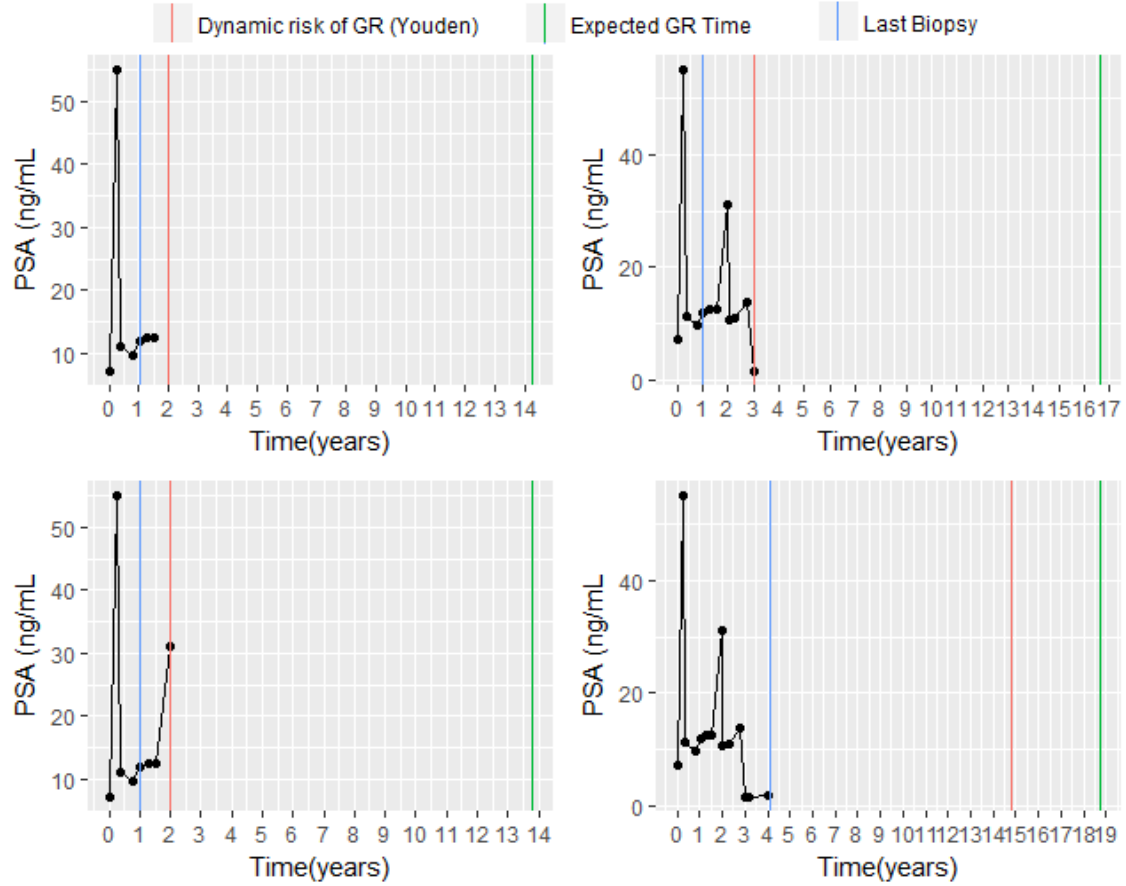 Dynamic risk of GR (Youden) Expected GR Time Last Biopsy
PSA (ng/mL)
50
40
30
20
10
0 1 2 3 4 5 6 7 8 9 10 11 12 13 14
Time(years)
PSA (ng/mL)
40
20
0
0 1 2 3 4 5 6 7 8 9 10 11 12 13 14 15 16 17
Time(years)
PSA (ng/mL)
50
40
30
20
10
0 1 2 3 4 5 6 7 8 9 10 11 12 13 14
Time(years)
PSA (ng/mL)
40
20
0
0 1 2 3 4 5 6 7 8 9 10 11 12 13 14 15 16 17 18 19
Time(years)